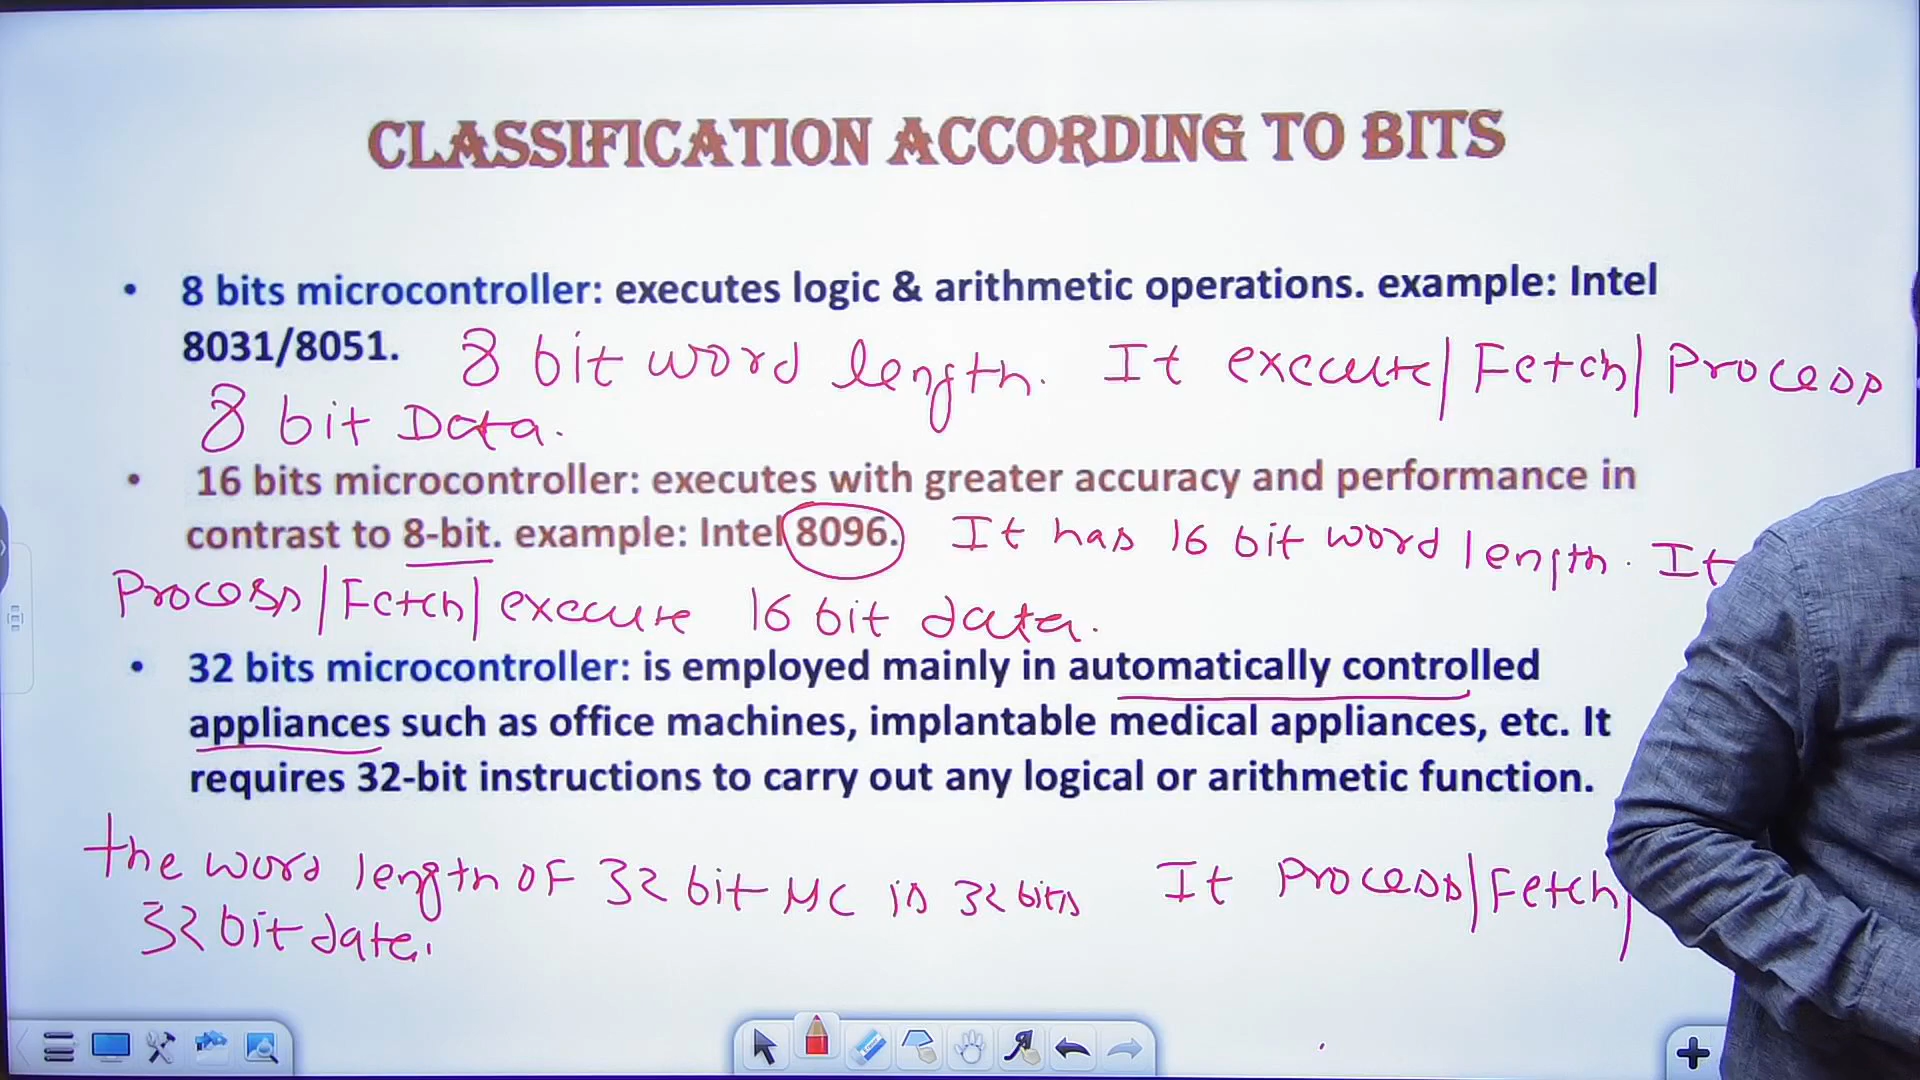 CLASSIFICATION ACCORDING TO BITS
• 8 bits microcontroller: executes logic & arithmetic operations. example: Intel
8031/8051. 8 bit word length. It execute/Fetch/Process
8 bit Data.
• 16 bits microcontroller: executes with greater accuracy and performance in
contrast to 8-bit. example: Intel 8096. It has 16 bit word length. It
Process/Fetch/execute 16 bit data.
• 32 bits microcontroller: is employed mainly in automatically controlled
appliances such as office machines, implantable medical appliances, etc. It
requires 32-bit instructions to carry out any logical or arithmetic function.
the word length OF 32 bit MC is 32 bits It Process/Fetch/
32 bit date.